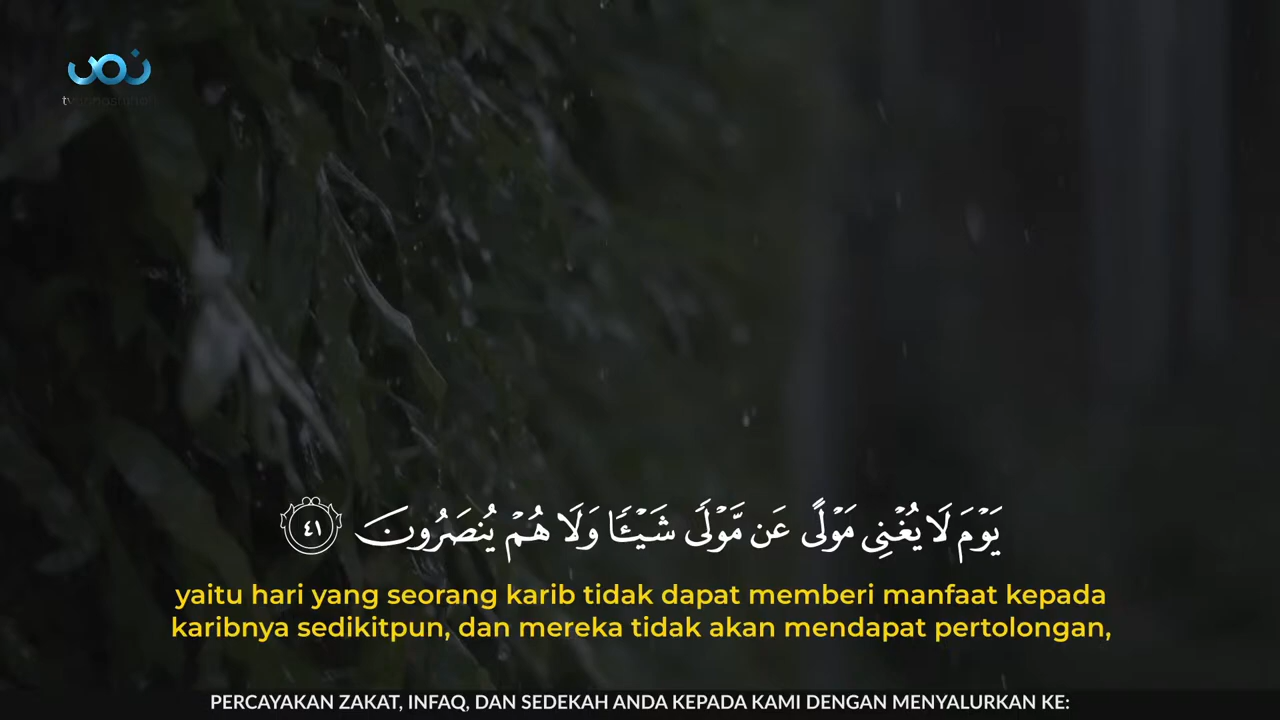 نص
يَوْمَ لَا يُغْنِى مَوْلًى عَن مَّوْلًى شَيْـًٔا وَلَا هُمْ يُنصَرُونَ ٤١
yaitu hari yang seorang karib tidak dapat memberi manfaat kepada
karibnya sedikitpun, dan mereka tidak akan mendapat pertolongan,
PERCAYAKAN ZAKAT, INFAQ, DAN SEDEKAH ANDA KEPADA KAMI DENGAN MENYALURKAN KE: